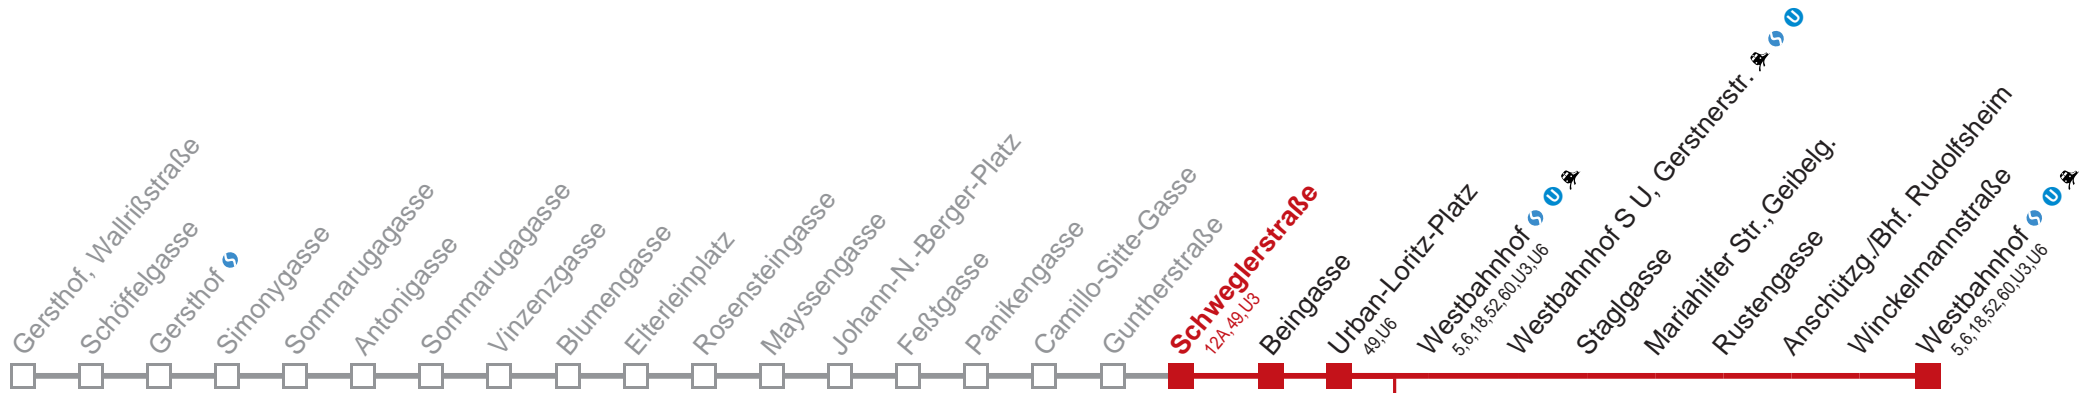 Gersthof, Wallrißstraße
Schöffelgasse
Gersthof
Simonygasse
Sommarugagasse
Antonigasse
Sommarugagasse
Vinzenzgasse
Blumengasse
Elterleinplatz
Rosensteingasse
Mayssengasse
Johann-N.-Berger-Platz
Feßtgasse
Panikengasse
Camillo-Sitte-Gasse
Guntherstraße
Schweglerstraße
12A,49,U3
Beingasse
Urban-Loritz-Platz
49,U6
Westbahnhof S U
5,6,18,52,60,U3,U6
Westbahnhof S U, Gerstnerstr. S U
Staglgasse
Mariahilfer Str., Geibelg.
Rustengasse
Anschützg./Bhf. Rudolfsheim
Winckelmannstraße
Westbahnhof S U
5,6,18,52,60,U3,U6